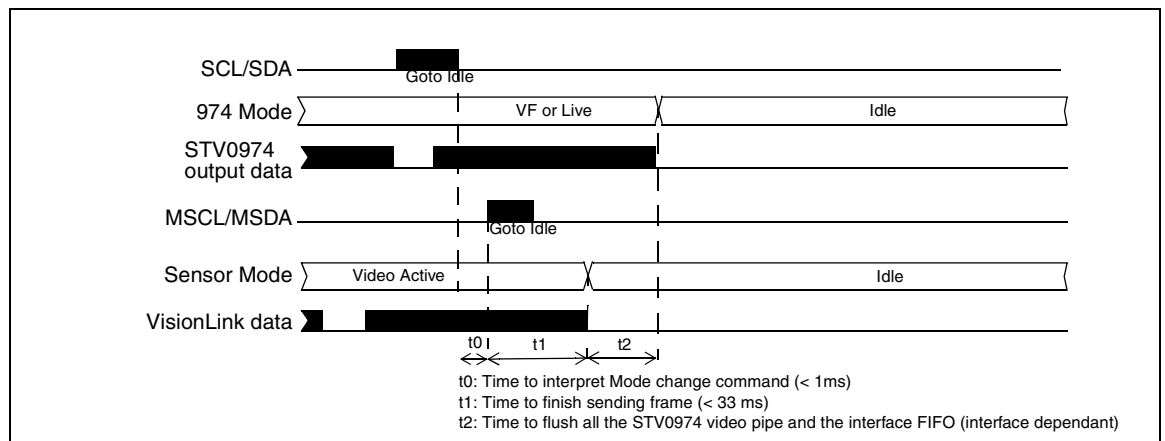 SCL/SDA
Goto Idle
974 Mode
VF or Live
Idle
STV0974
output data
MSCL/MSDA
Goto Idle
Sensor Mode
Video Active
Idle
VisionLink data
t0
t1
t2
t0: Time to interpret Mode change command (< 1ms)
t1: Time to finish sending frame (< 33 ms)
t2: Time to flush all the STV0974 video pipe and the interface FIFO (interface dependant)